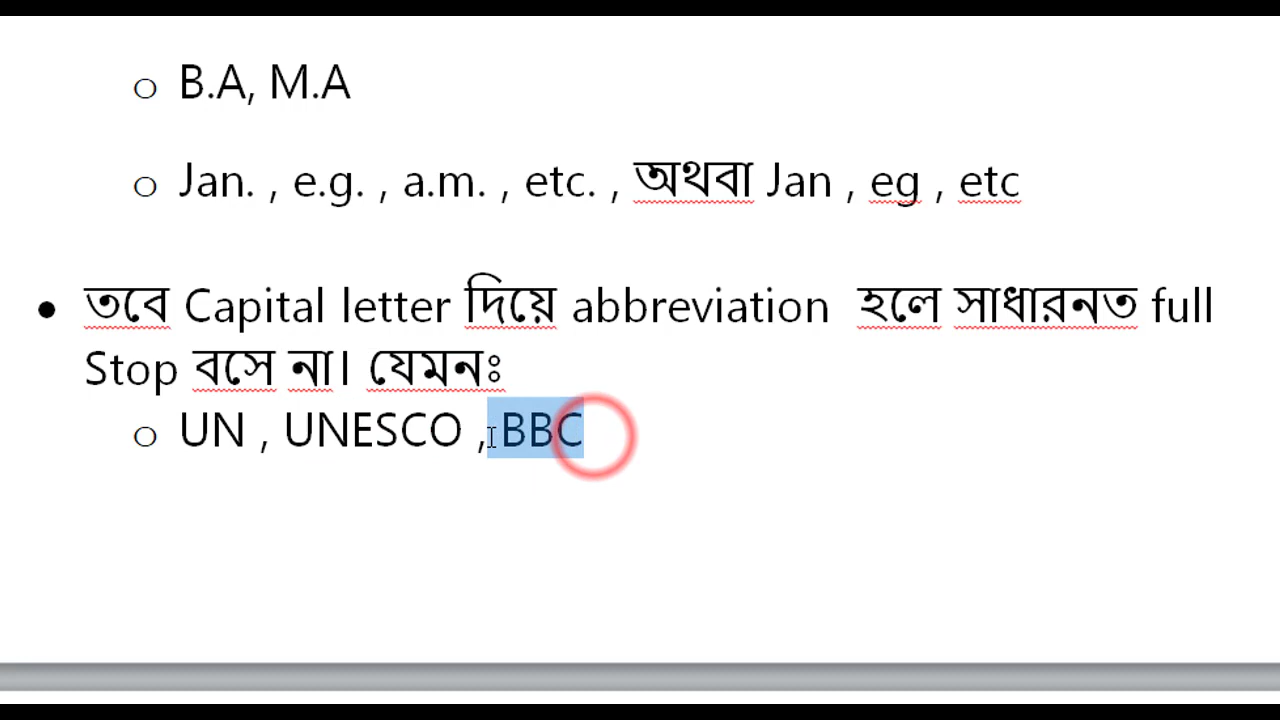 B.A, M.A
Jan. , e.g. , a.m. , etc. , অথবা Jan , eg , etc
তবে Capital letter দিয়ে abbreviation হলে সাধারনত full
Stop বসে না। যেমনঃ
UN , UNESCO , BBC